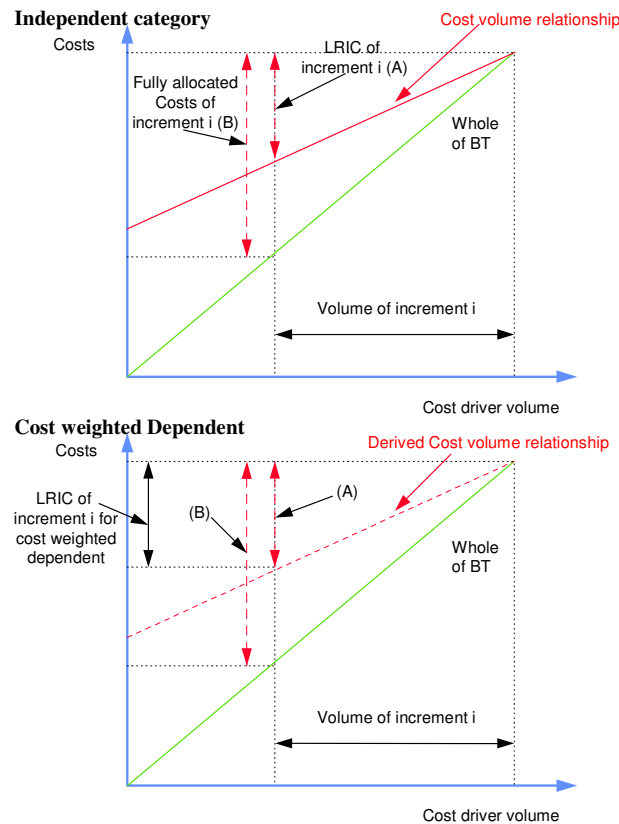 Independent category
Costs
Cost volume relationship
LRIC of
increment i (A)
Fully allocated
Costs of
increment i (B)
Whole
of BT
Volume of increment i
Cost driver volume
Cost weighted Dependent
Costs
Derived Cost volume relationship
LRIC of
increment i for
cost weighted
dependent
(B)
(A)
Whole
of BT
Volume of increment i
Cost driver volume